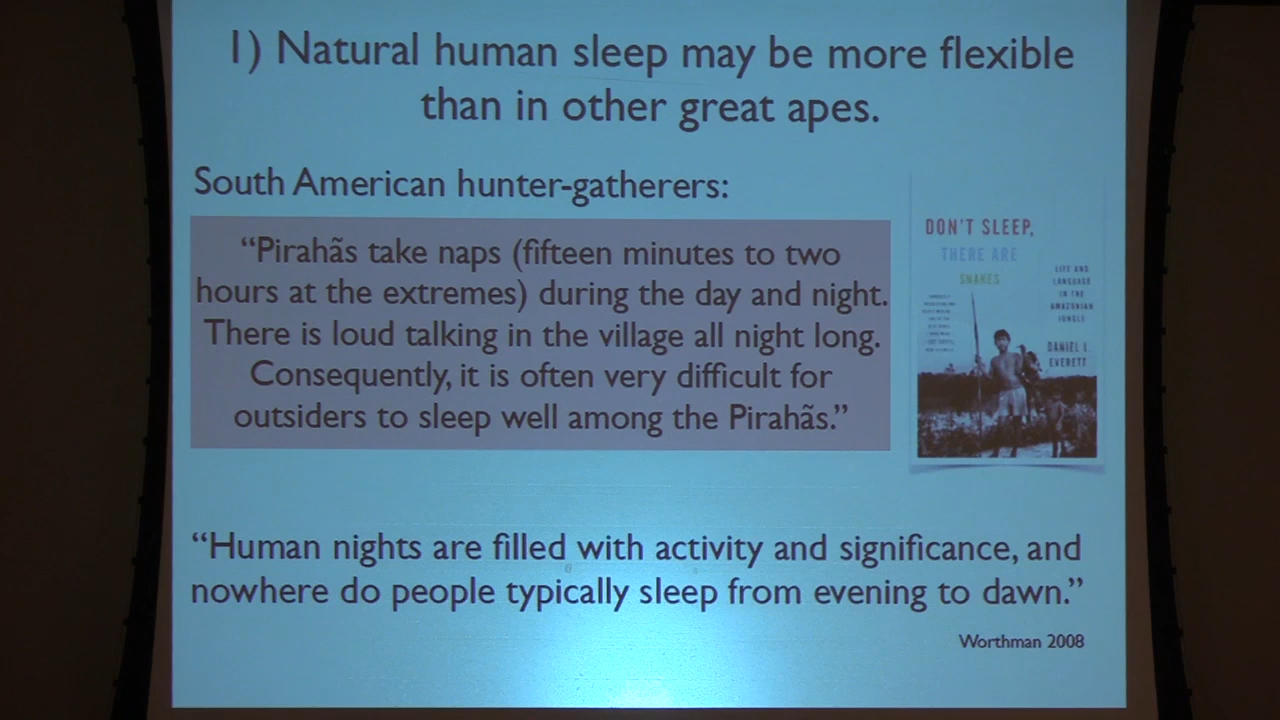 1) Natural human sleep may be more flexible
than in other great apes.
South American hunter-gatherers:
“Pirahãs take naps (fifteen minutes to two
hours at the extremes) during the day and night.
There is loud talking in the village all night long.
Consequently, it is often very difficult for
outsiders to sleep well among the Pirahãs.”
DON'T SLEEP,
THERE ARE
SNAKES
LIFE AND
LANGUAGE
IN THE
AMAZONIAN
JUNGLE
DANIEL L.
EVERETT
“Human nights are filled with activity and significance, and
nowhere do people typically sleep from evening to dawn.”
Worthman 2008